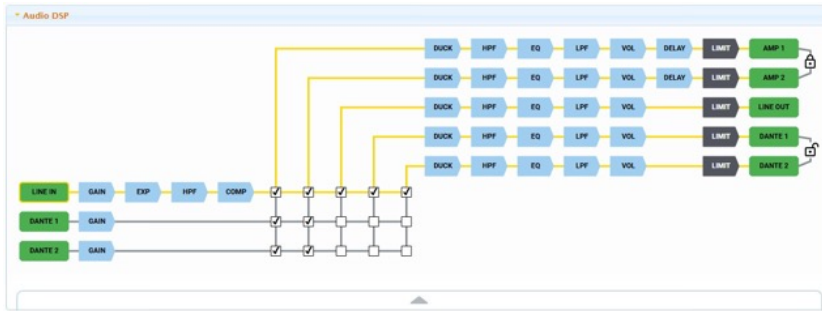 Audio DSP
DUCK HPF EQ LPF VOL DELAY LIMIT AMP 1
DUCK HPF EQ LPF VOL DELAY LIMIT AMP 2
DUCK HPF EQ LPF VOL LIMIT LINE OUT
DUCK HPF EQ LPF VOL LIMIT DANTE 1
DUCK HPF EQ LPF VOL LIMIT DANTE 2
LINE IN GAIN EXP HPF COMP
DANTE 1 GAIN
DANTE 2 GAIN